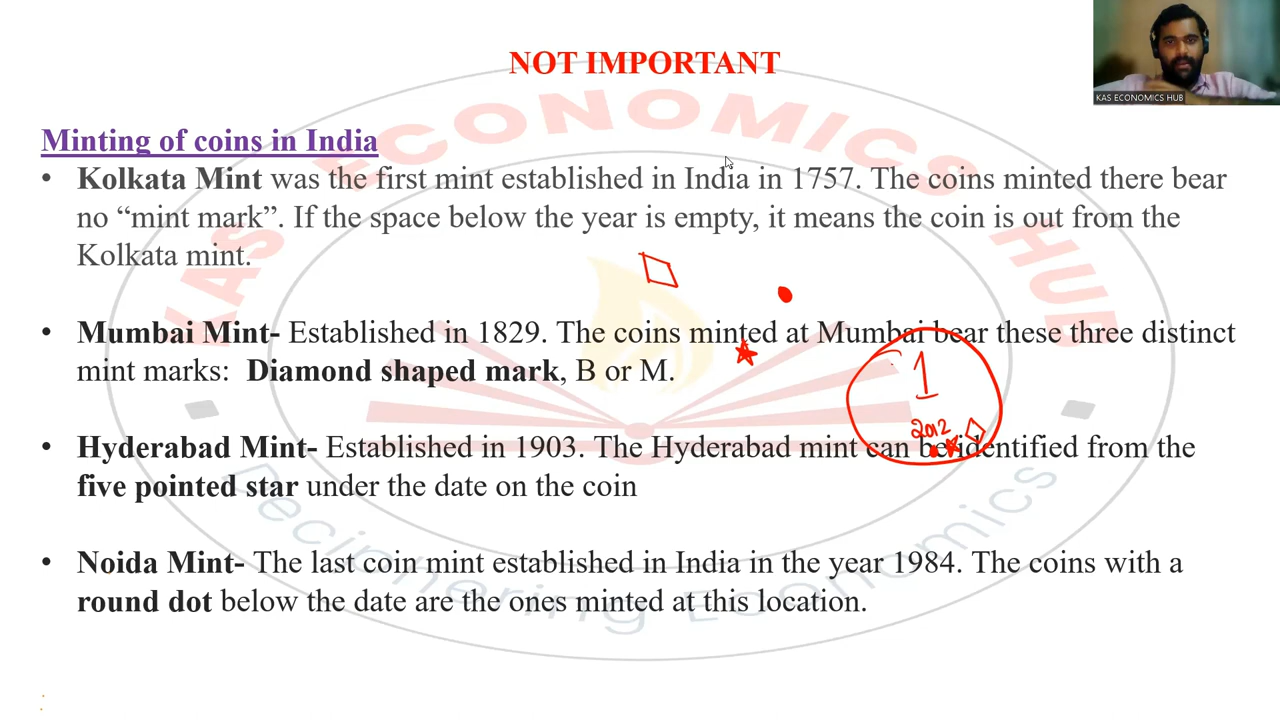 NOT IMPORTANT
KAS ECONOMICS HUB
Minting of coins in India
• Kolkata Mint was the first mint established in India in 1757. The coins minted there bear
no “mint mark”. If the space below the year is empty, it means the coin is out from the
Kolkata mint.
• Mumbai Mint- Established in 1829. The coins minted at Mumbai bear these three distinct
mint marks: Diamond shaped mark, B or M.
1
2012
• Hyderabad Mint- Established in 1903. The Hyderabad mint can be identified from the
five pointed star under the date on the coin
• Noida Mint- The last coin mint established in India in the year 1984. The coins with a
round dot below the date are the ones minted at this location.
KAS ECONOMICS HUB
Deciphering Economics